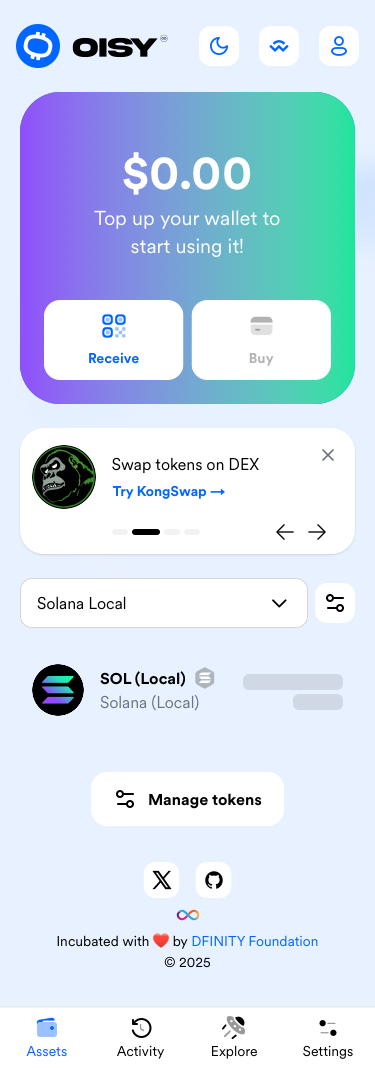 OISY
$0.00
Top up your wallet to
start using it!
Receive
Buy
Swap tokens on DEX
Try KongSwap →
Solana Local
SOL (Local)
Solana (Local)
Manage tokens
Incubated with ❤️ by DFINITY Foundation
© 2025
Assets
Activity
Explore
Settings